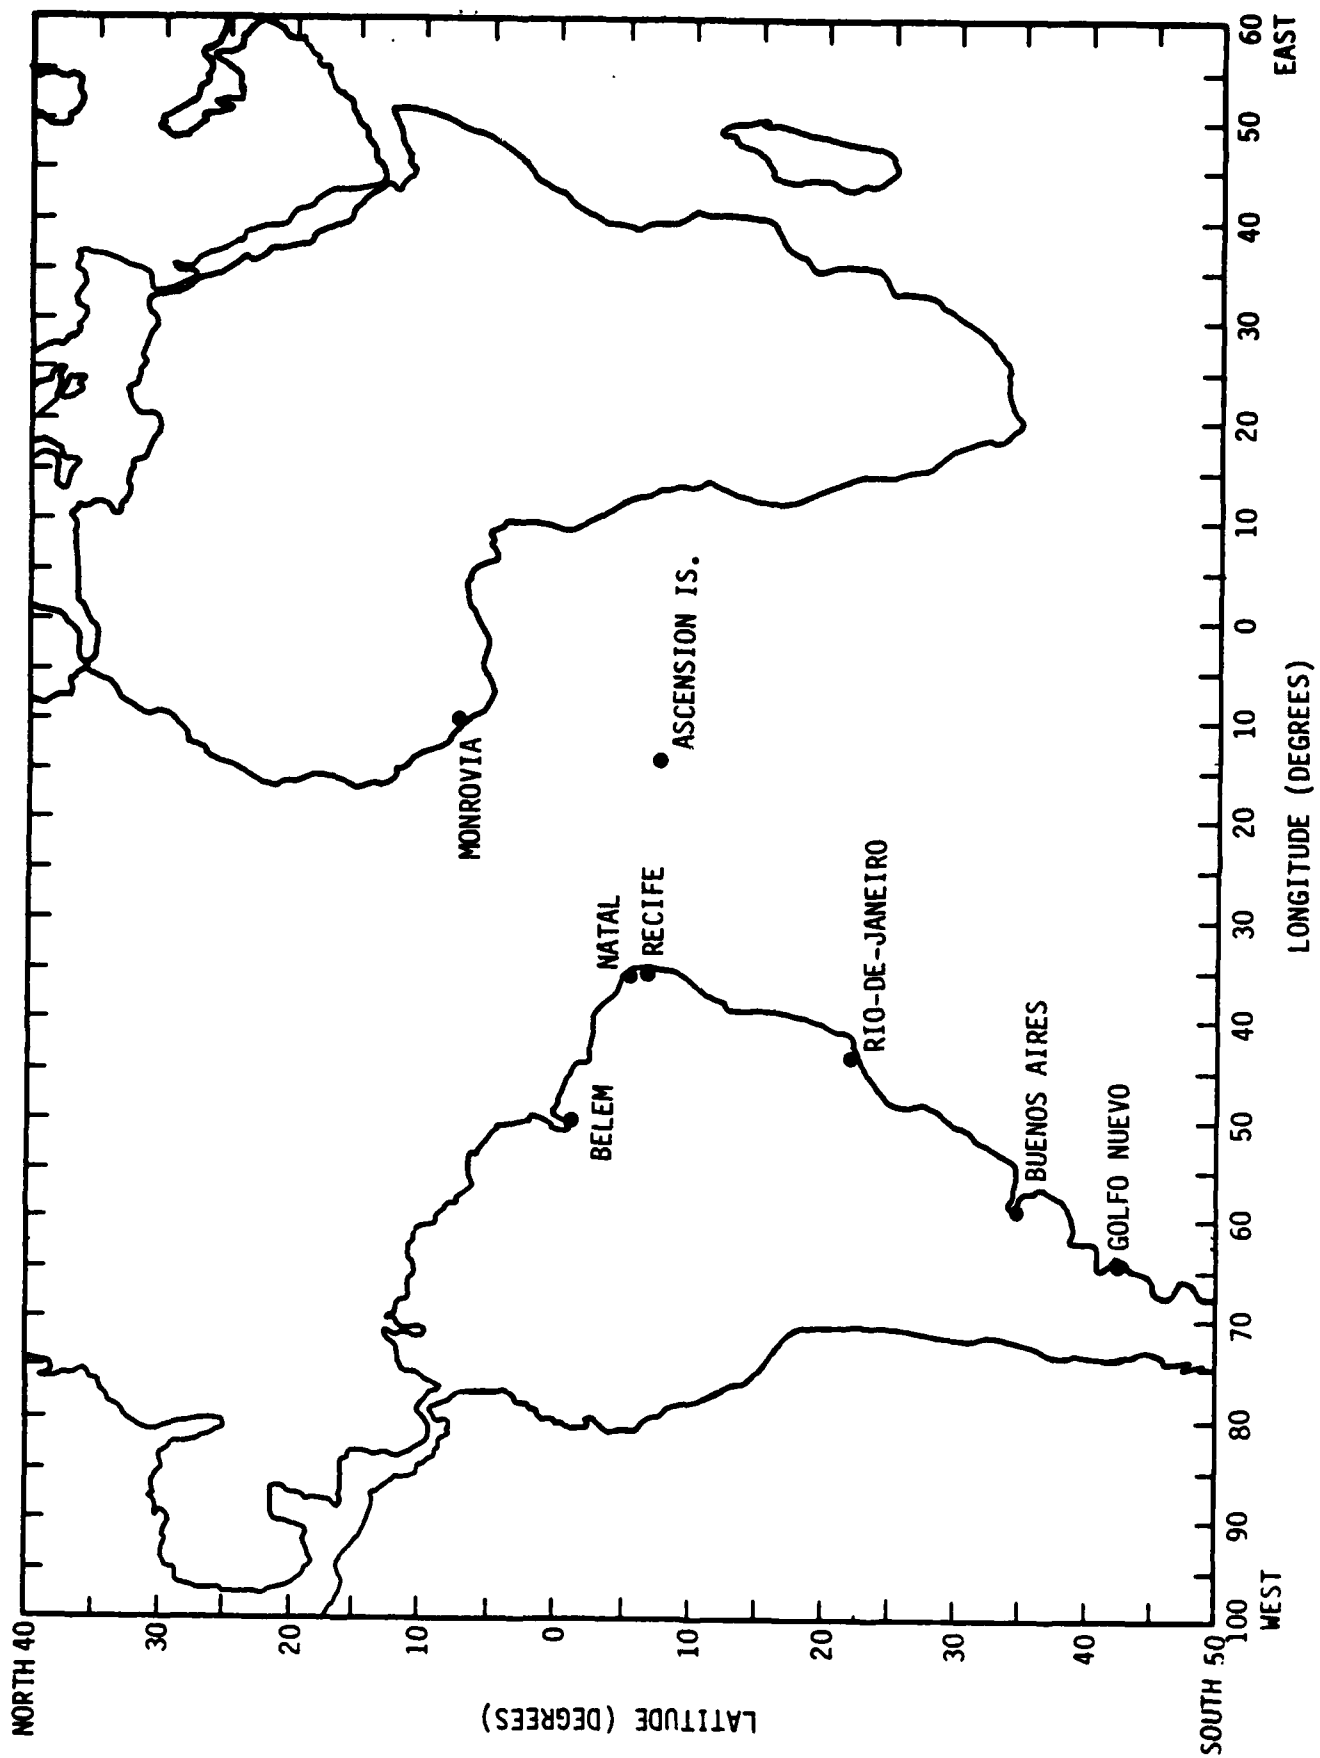 NORTH 40
30
20
10
0
10
20
30
40
SOUTH 50
LATITUDE (DEGREES)
MONROVIA
ASCENSION IS.
NATAL
RECIFE
BELEM
RIO-DE-JANEIRO
BUENOS AIRES
GOLFO NUEVO
100
90
80
70
60
50
40
30
20
10
0
10
20
30
40
50
60
WEST
EAST
LONGITUDE (DEGREES)